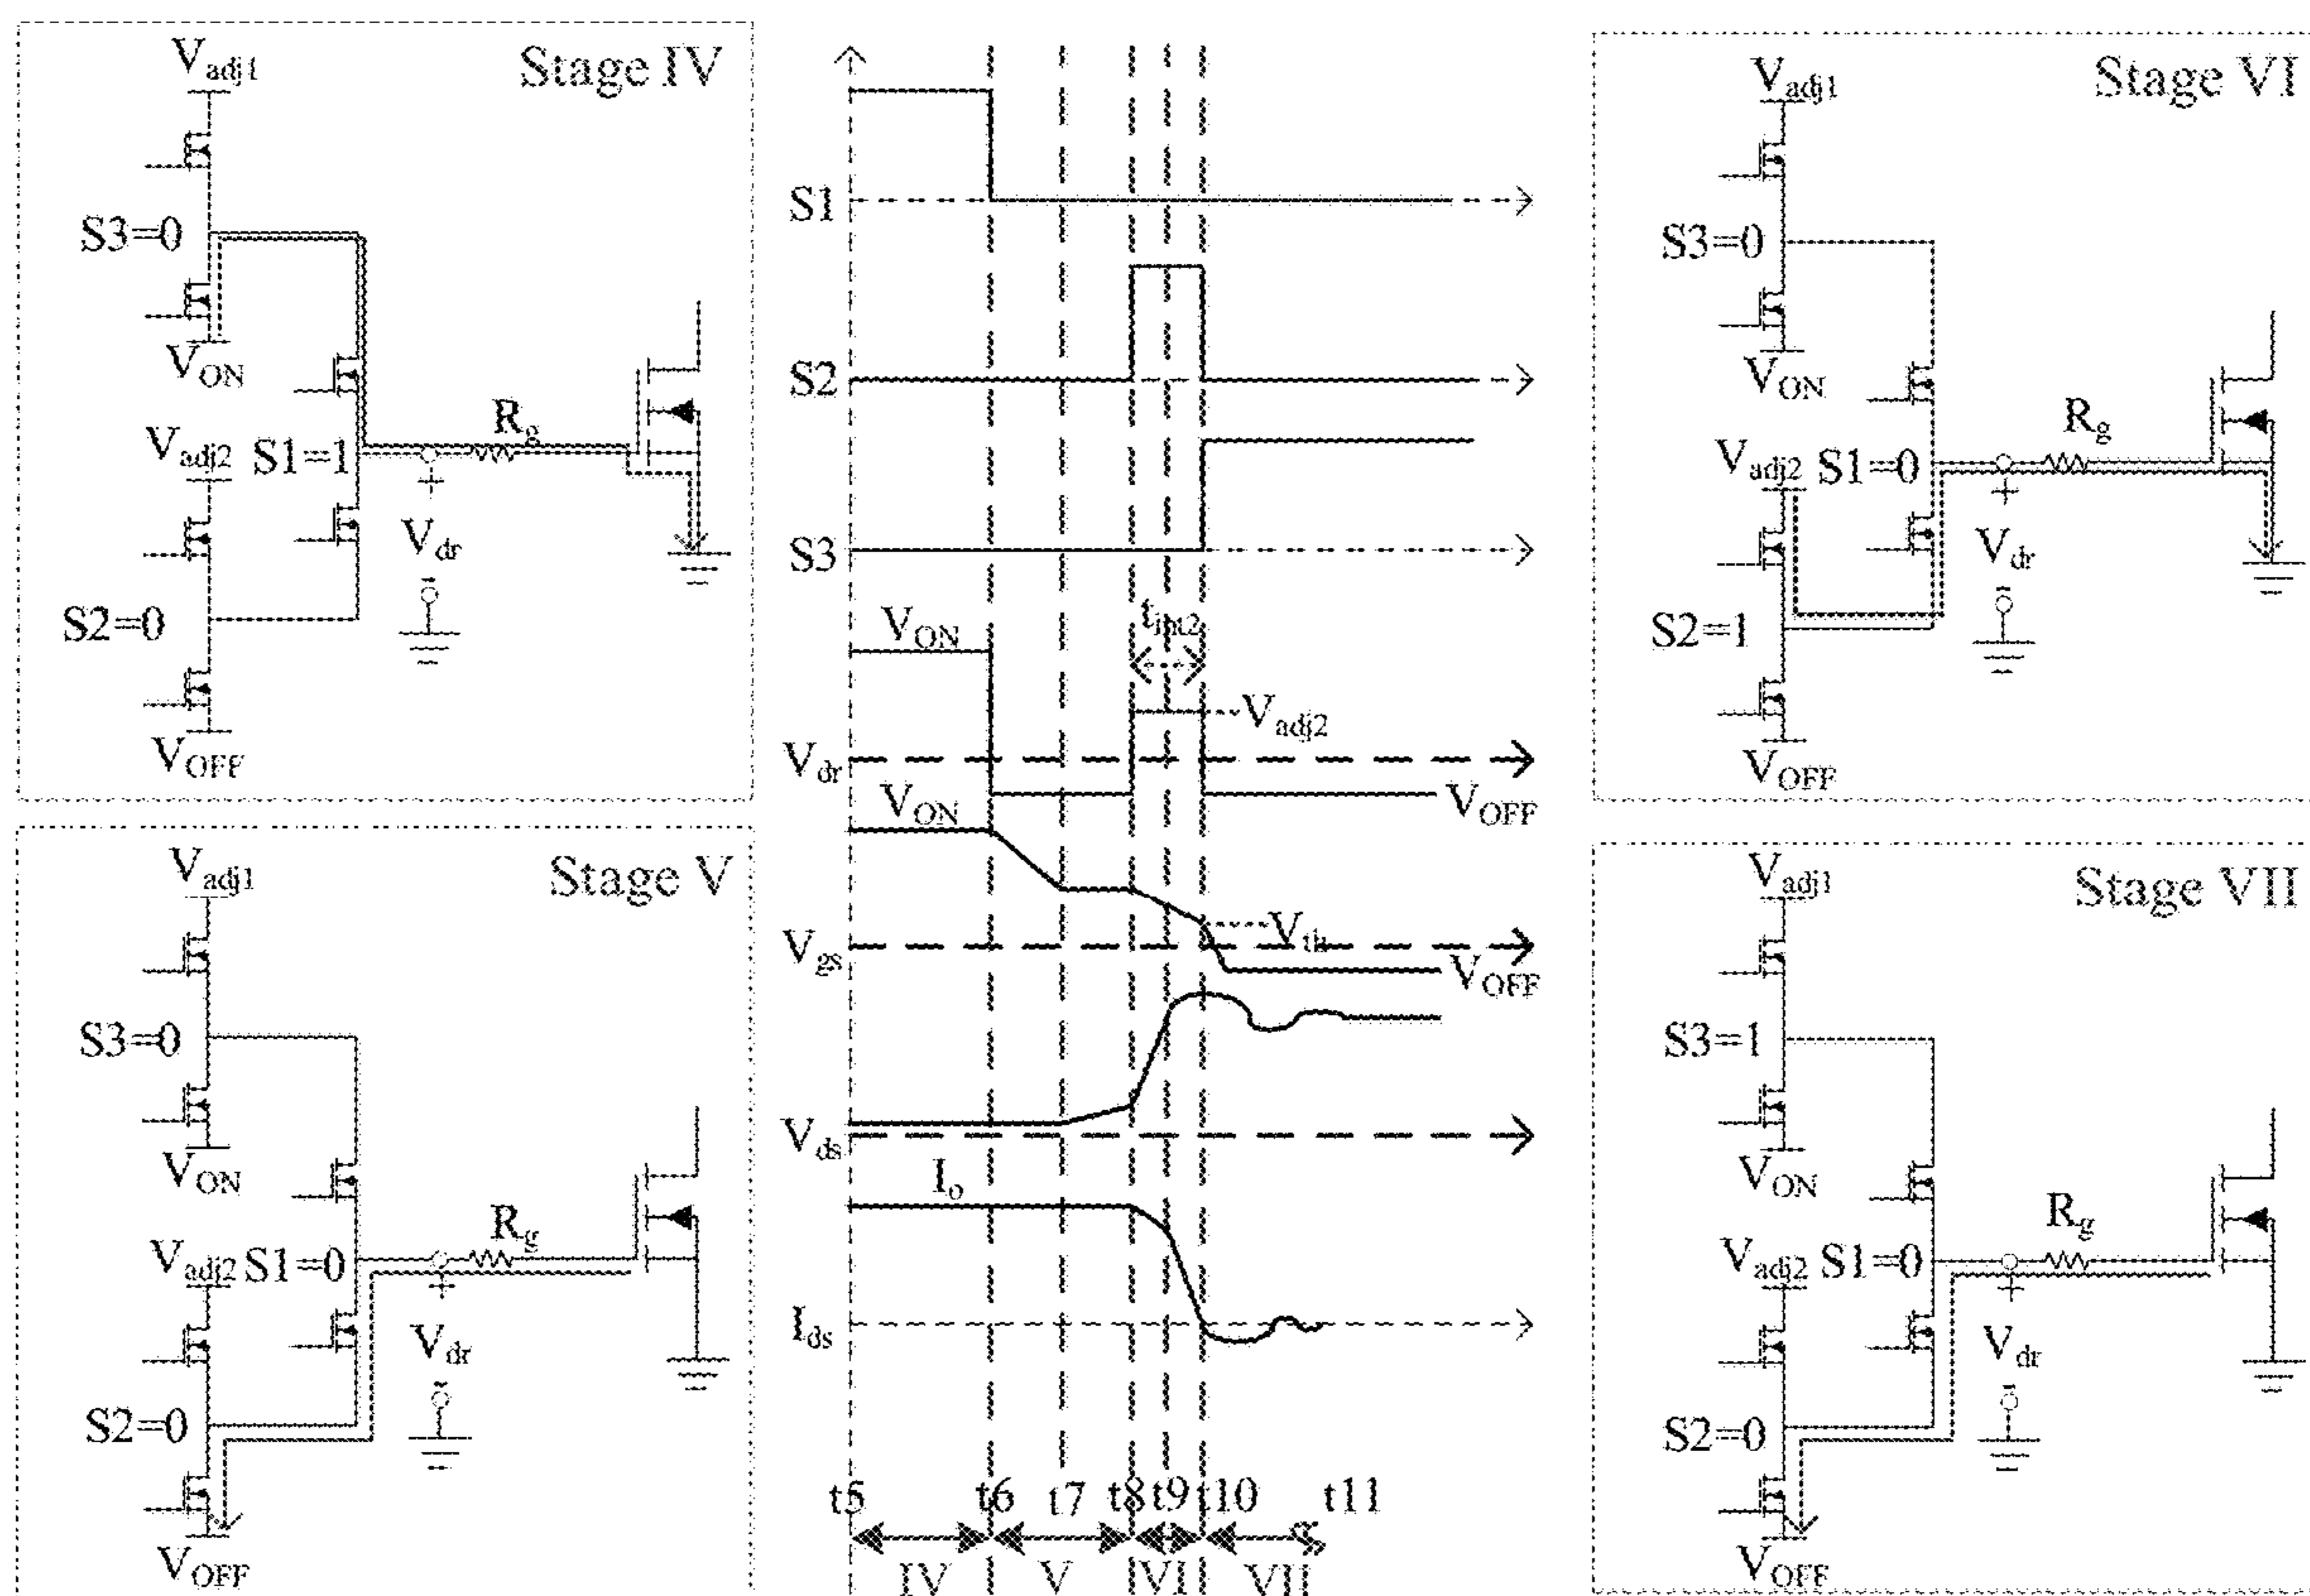 Stage IV
V_adj1
S3=0
V_ON
V_adj2
S1=1
R_g
V_dr
+
-
S2=0
V_OFF
Stage V
V_adj1
S3=0
V_ON
V_adj2
S1=0
R_g
V_dr
+
-
S2=0
V_OFF
S1
S2
S3
V_ON
t_int2
V_adj2
V_dr
V_OFF
V_ON
V_th
V_gs
V_OFF
V_ds
I_o
I_ds
t5 t6 t7 t8 t9 t10 t11
IV V VI VII
Stage VI
V_adj1
S3=0
V_ON
V_adj2
S1=0
R_g
V_dr
+
-
S2=1
V_OFF
Stage VII
V_adj1
S3=1
V_ON
V_adj2
S1=0
R_g
V_dr
+
-
S2=0
V_OFF